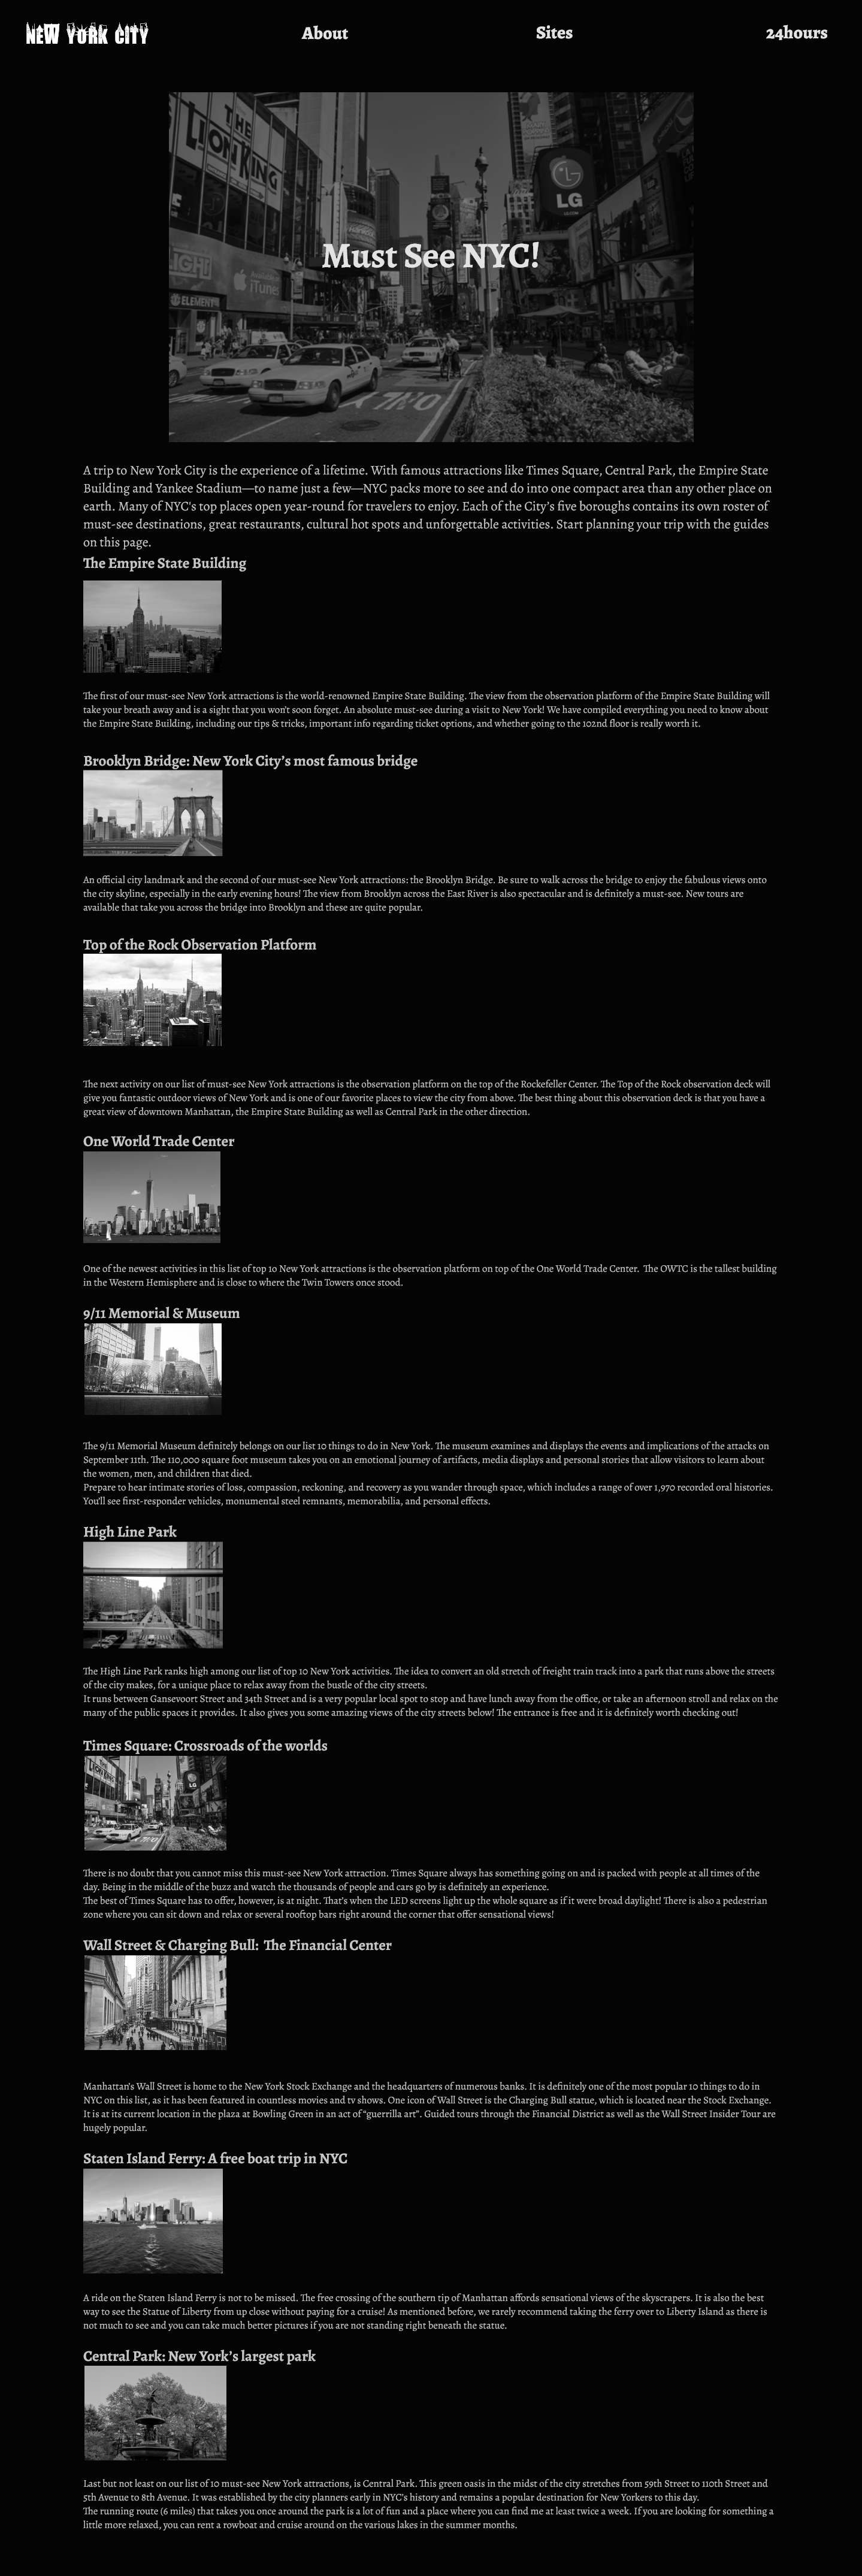 NEW YORK CITY
About
Sites
24hours
THE
LION KING
LG
LIGHT
iTunes
ELEMENT
Must See NYC!
A trip to New York City is the experience of a lifetime. With famous attractions like Times Square, Central Park, the Empire State
Building and Yankee Stadium—to name just a few—NYC packs more to see and do into one compact area than any other place on
earth. Many of NYC's top places open year-round for travelers to enjoy. Each of the City’s five boroughs contains its own roster of
must-see destinations, great restaurants, cultural hot spots and unforgettable activities. Start planning your trip with the guides
on this page.
The Empire State Building
The first of our must-see New York attractions is the world-renowned Empire State Building. The view from the observation platform of the Empire State Building will
take your breath away and is a sight that you won’t soon forget. An absolute must-see during a visit to New York! We have compiled everything you need to know about
the Empire State Building, including our tips & tricks, important info regarding ticket options, and whether going to the 102nd floor is really worth it.
Brooklyn Bridge: New York City’s most famous bridge
An official city landmark and the second of our must-see New York attractions: the Brooklyn Bridge. Be sure to walk across the bridge to enjoy the fabulous views onto
the city skyline, especially in the early evening hours! The view from Brooklyn across the East River is also spectacular and is definitely a must-see. New tours are
available that take you across the bridge into Brooklyn and these are quite popular.
Top of the Rock Observation Platform
The next activity on our list of must-see New York attractions is the observation platform on the top of the Rockefeller Center. The Top of the Rock observation deck will
give you fantastic outdoor views of New York and is one of our favorite places to view the city from above. The best thing about this observation deck is that you have a
great view of downtown Manhattan, the Empire State Building as well as Central Park in the other direction.
One World Trade Center
One of the newest activities in this list of top 10 New York attractions is the observation platform on top of the One World Trade Center. The OWTC is the tallest building
in the Western Hemisphere and is close to where the Twin Towers once stood.
9/11 Memorial & Museum
The 9/11 Memorial Museum definitely belongs on our list 10 things to do in New York. The museum examines and displays the events and implications of the attacks on
September 11th. The 110,000 square foot museum takes you on an emotional journey of artifacts, media displays and personal stories that allow visitors to learn about
the women, men, and children that died.
Prepare to hear intimate stories of loss, compassion, reckoning, and recovery as you wander through space, which includes a range of over 1,970 recorded oral histories.
You’ll see first-responder vehicles, monumental steel remnants, memorabilia, and personal effects.
High Line Park
The High Line Park ranks high among our list of top 10 New York activities. The idea to convert an old stretch of freight train track into a park that runs above the streets
of the city makes, for a unique place to relax away from the bustle of the city streets.
It runs between Gansevoort Street and 34th Street and is a very popular local spot to stop and have lunch away from the office, or take an afternoon stroll and relax on the
many of the public spaces it provides. It also gives you some amazing views of the city streets below! The entrance is free and it is definitely worth checking out!
Times Square: Crossroads of the worlds
LG
There is no doubt that you cannot miss this must-see New York attraction. Times Square always has something going on and is packed with people at all times of the
day. Being in the middle of the buzz and watch the thousands of people and cars go by is definitely an experience.
The best of Times Square has to offer, however, is at night. That’s when the LED screens light up the whole square as if it were broad daylight! There is also a pedestrian
zone where you can sit down and relax or several rooftop bars right around the corner that offer sensational views!
Wall Street & Charging Bull: The Financial Center
Manhattan’s Wall Street is home to the New York Stock Exchange and the headquarters of numerous banks. It is definitely one of the most popular 10 things to do in
NYC on this list, as it has been featured in countless movies and tv shows. One icon of Wall Street is the Charging Bull statue, which is located near the Stock Exchange.
It is at its current location in the plaza at Bowling Green in an act of “guerrilla art”. Guided tours through the Financial District as well as the Wall Street Insider Tour are
hugely popular.
Staten Island Ferry: A free boat trip in NYC
A ride on the Staten Island Ferry is not to be missed. The free crossing of the southern tip of Manhattan affords sensational views of the skyscrapers. It is also the best
way to see the Statue of Liberty from up close without paying for a cruise! As mentioned before, we rarely recommend taking the ferry over to Liberty Island as there is
not much to see and you can take much better pictures if you are not standing right beneath the statue.
Central Park: New York’s largest park
Last but not least on our list of 10 must-see New York attractions, is Central Park. This green oasis in the midst of the city stretches from 59th Street to 110th Street and
5th Avenue to 8th Avenue. It was established by the city planners early in NYC’s history and remains a popular destination for New Yorkers to this day.
The running route (6 miles) that takes you once around the park is a lot of fun and a place where you can find me at least twice a week. If you are looking for something a
little more relaxed, you can rent a rowboat and cruise around on the various lakes in the summer months.